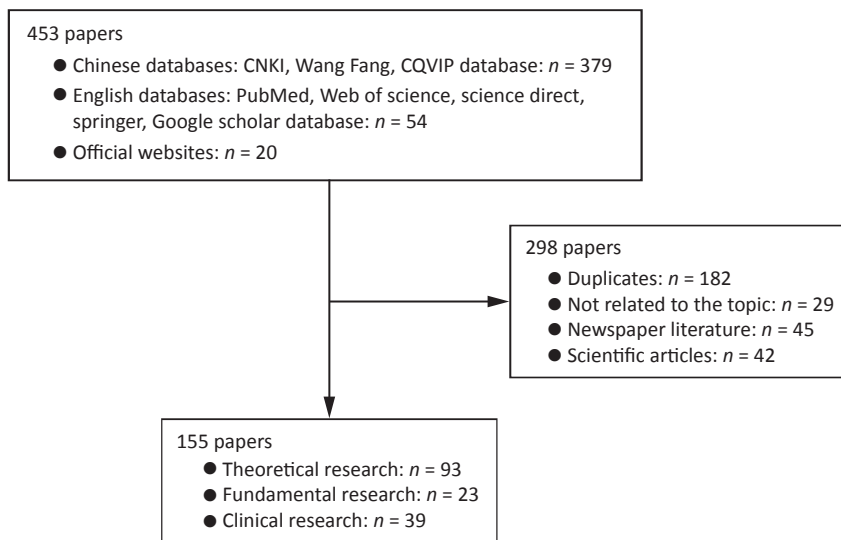 453 papers
● Chinese databases: CNKI, Wang Fang, CQVIP database: n = 379
● English databases: PubMed, Web of science, science direct,
springer, Google scholar database: n = 54
● Official websites: n = 20
298 papers
● Duplicates: n = 182
● Not related to the topic: n = 29
● Newspaper literature: n = 45
● Scientific articles: n = 42
155 papers
● Theoretical research: n = 93
● Fundamental research: n = 23
● Clinical research: n = 39